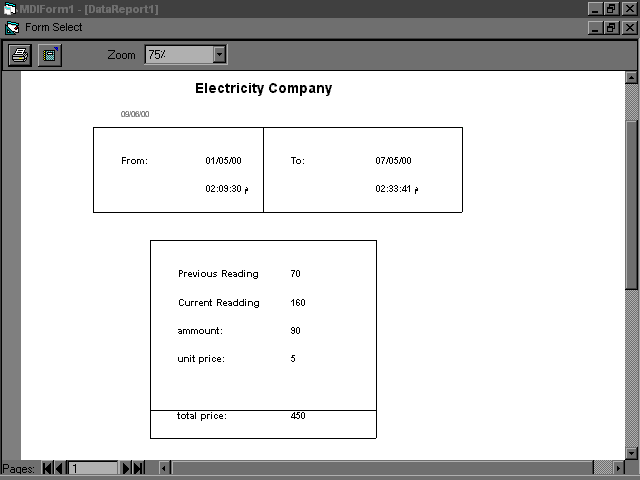 MDIForm1 - [DataReport1]
Form Select
Zoom 75%
Electricity Company
09/06/00
From: 01/05/00 To: 07/05/00
02:09:30 م 02:33:41 م
Previous Reading 70
Current Readding 160
ammount: 90
unit price: 5
total price: 450
Pages: 1